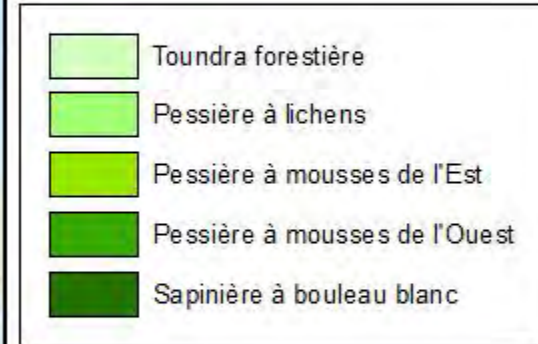 Toundra forestière
Pessière à lichens
Pessière à mousses de l'Est
Pessière à mousses de l'Ouest
Sapinière à bouleau blanc